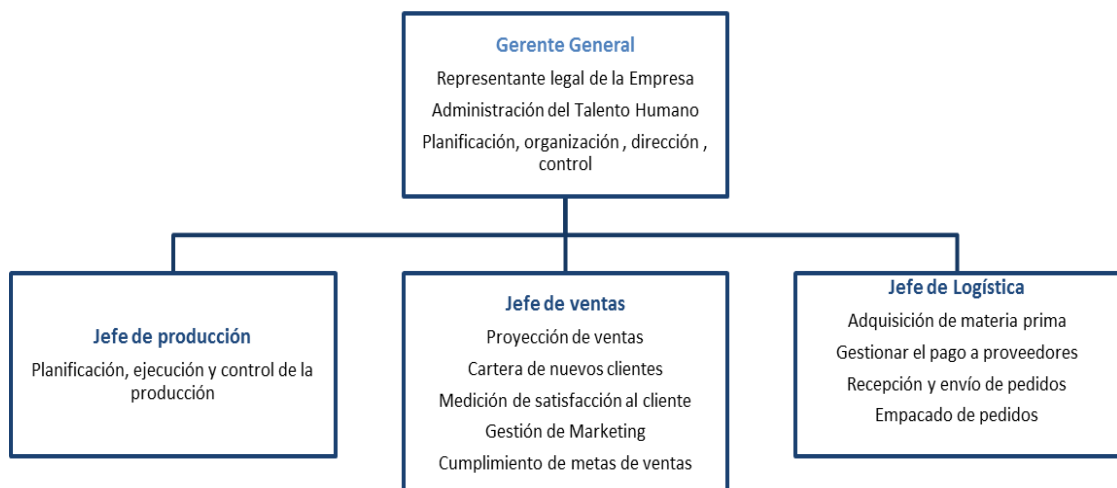 Gerente General
Representante legal de la Empresa
Administración del Talento Humano
Planificación, organización , dirección ,
control
Jefe de producción
Planificación, ejecución y control de la
producción
Jefe de ventas
Proyección de ventas
Cartera de nuevos clientes
Medición de satisfacción al cliente
Gestión de Marketing
Cumplimiento de metas de ventas
Jefe de Logística
Adquisición de materia prima
Gestionar el pago a proveedores
Recepción y envío de pedidos
Empacado de pedidos